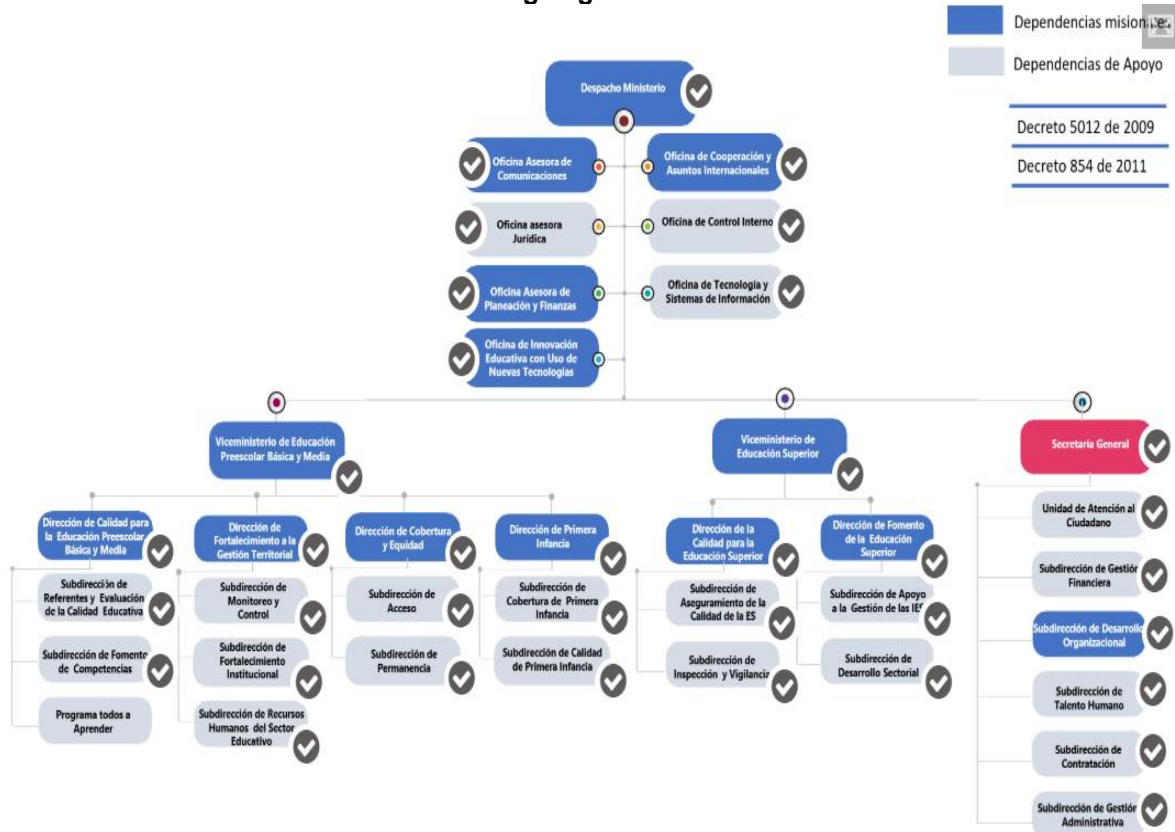 Dependencias misionales
Dependencias de Apoyo
Decreto 5012 de 2009
Decreto 854 de 2011
Despacho Ministerio
Oficina Asesora de
Comunicaciones
Oficina de Cooperación y
Asuntos Internacionales
Oficina asesora
Jurídica
Oficina de Control Interno
Oficina Asesora de
Planeación y Finanzas
Oficina de Tecnología y
Sistemas de Información
Oficina de Innovación
Educativa con Uso de
Nuevas Tecnologías
Viceministerio de Educación
Preescolar Básica y Media
Viceministerio de
Educación Superior
Secretaría General
Dirección de Calidad para
la Educación Preescolar
Básica y Media
Subdirección de
Referentes y Evaluación
de la Calidad Educativa
Subdirección de Fomento
de Competencias
Programa todos a
Aprender
Dirección de
Fortalecimiento a la
Gestión Territorial
Subdirección de
Monitoreo y
Control
Subdirección de
Fortalecimiento
Institucional
Subdirección de Recursos
Humanos del Sector
Educativo
Dirección de Cobertura
y Equidad
Subdirección de
Acceso
Subdirección de
Permanencia
Dirección de Primera
Infancia
Subdirección de
Cobertura de Primera
Infancia
Subdirección de Calidad
de Primera Infancia
Dirección de la
Calidad para la
Educación Superior
Subdirección de
Aseguramiento de la
Calidad de la ES
Subdirección de
Inspección y Vigilancia
Dirección de Fomento
de la Educación
Superior
Subdirección de Apoyo
a la Gestión de las IES
Subdirección de
Desarrollo Sectorial
Unidad de Atención al
Ciudadano
Subdirección de Gestión
Financiera
Subdirección de Desarrollo
Organizacional
Subdirección de
Talento Humano
Subdirección de
Contratación
Subdirección de Gestión
Administrativa